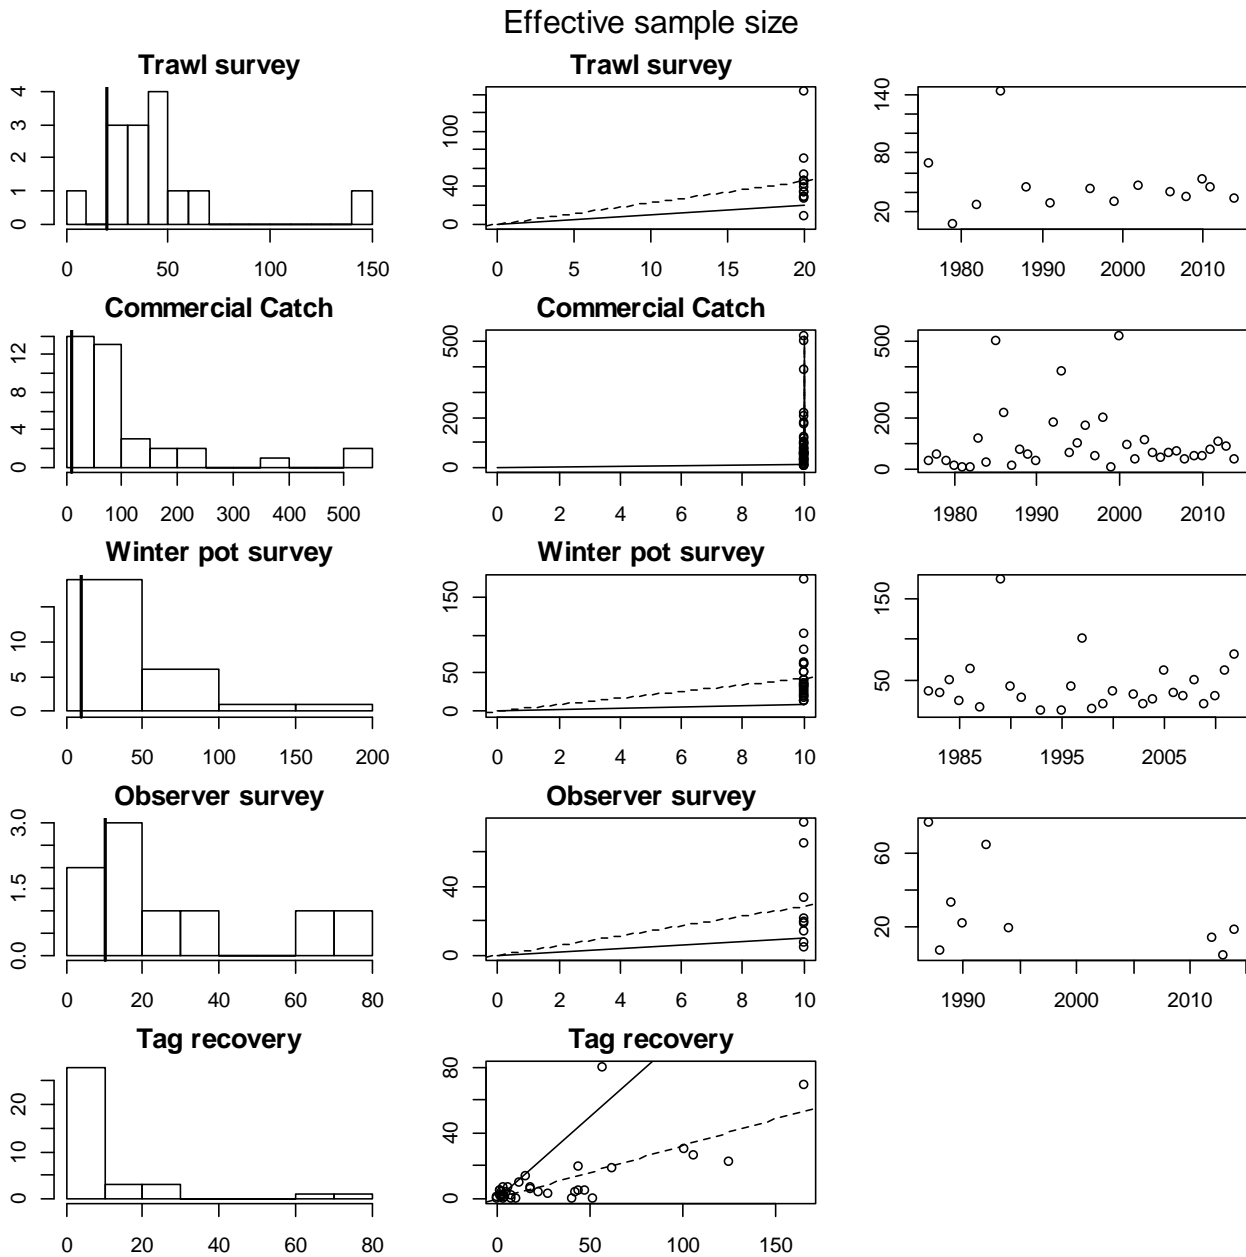 Effective sample size
Trawl survey Trawl survey
4
3
2
1
0
0 50 100 150
100
40
0
0 5 10 15 20
140
80
20
1980 1990 2000 2010
Commercial Catch Commercial Catch
12
8
4
0
0 100 200 300 400 500
500
200
0
0 2 4 6 8 10
500
200
0
1980 1990 2000 2010
Winter pot survey Winter pot survey
10
5
0
0 50 100 150 200
150
50
0
0 2 4 6 8 10
150
50
1985 1995 2005
Observer survey Observer survey
3.0
1.5
0.0
0 20 40 60 80
40
0
0 2 4 6 8 10
60
20
1990 2000 2010
Tag recovery Tag recovery
20
10
0
0 20 40 60 80
80
40
0
0 50 100 150